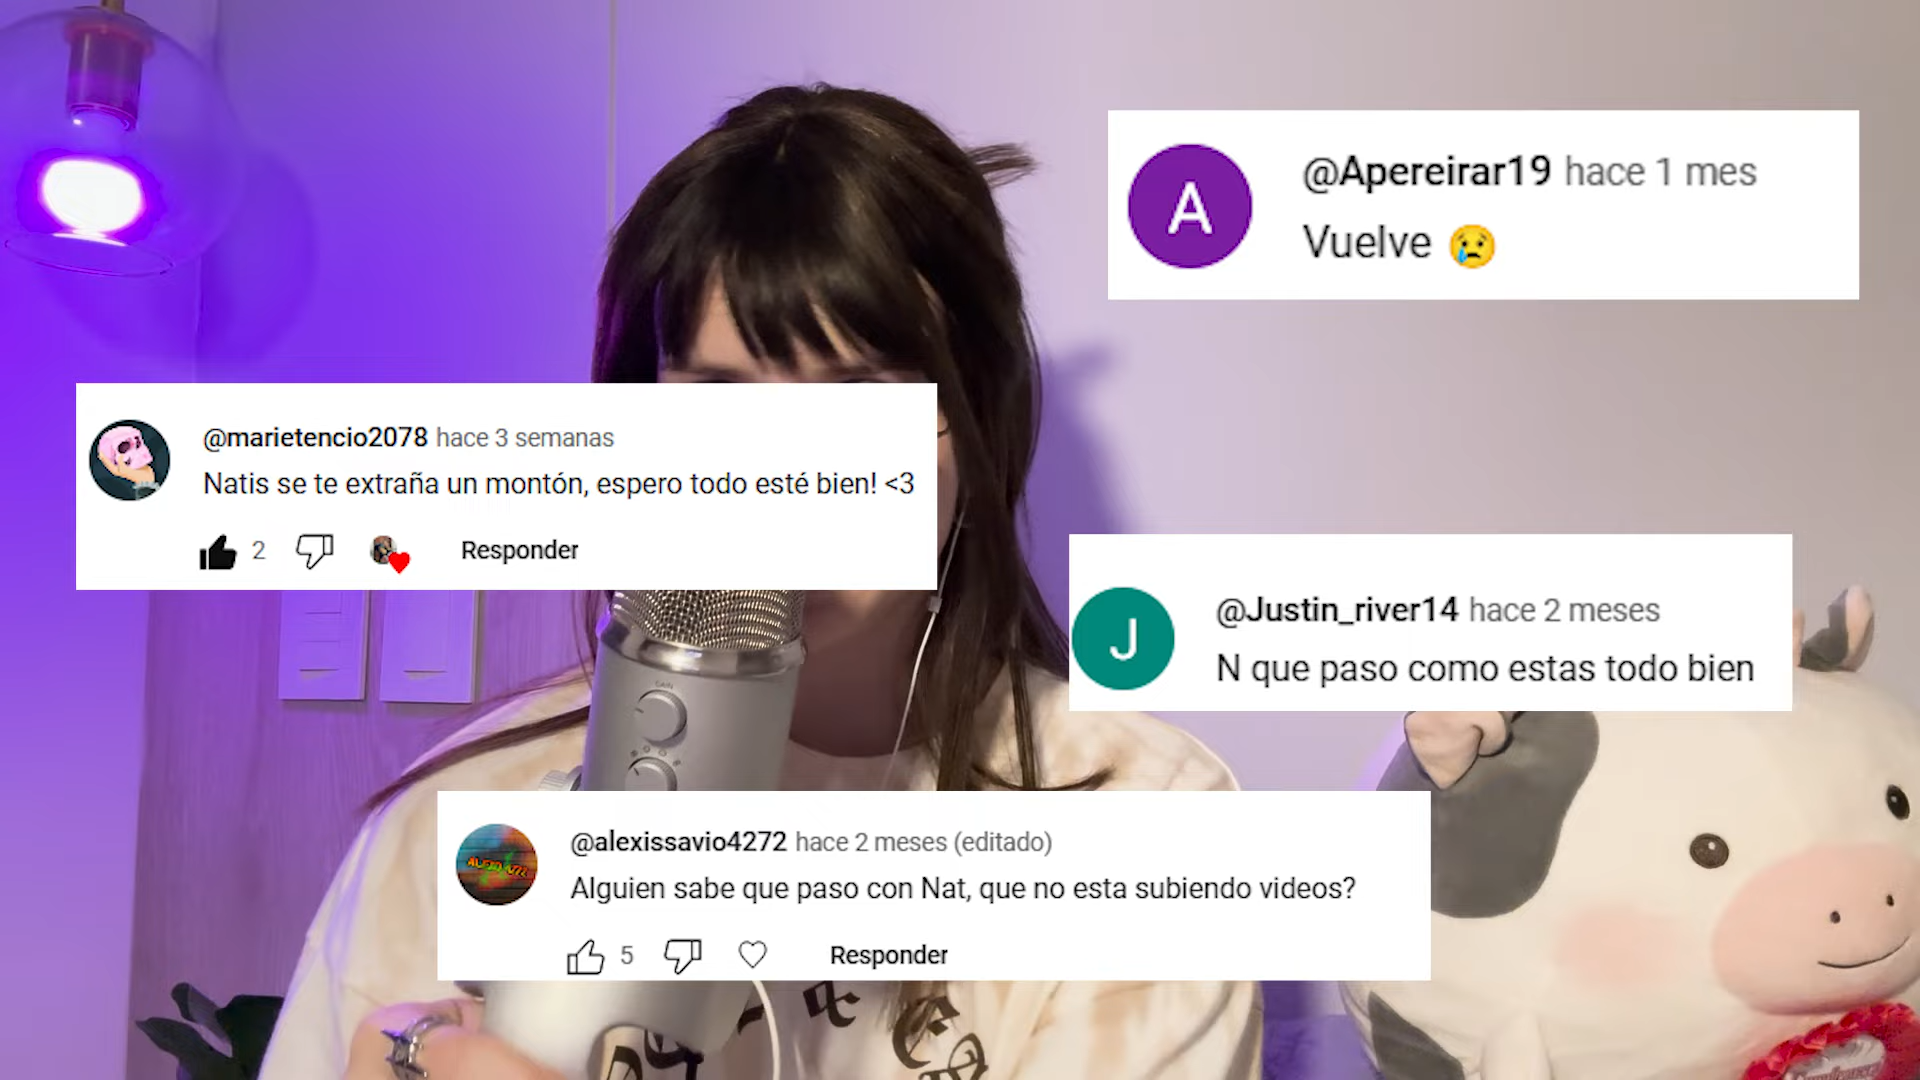 @Apereirar19 hace 1 mes
Vuelve 😢
A
@marietencio2078 hace 3 semanas
Natis se te extraña un montón, espero todo esté bien! <3
2
Responder
@Justin_river14 hace 2 meses
N que paso como estas todo bien
J
GAIN
@alexissavio4272 hace 2 meses (editado)
Alguien sabe que paso con Nat, que no esta subiendo videos?
5
Responder